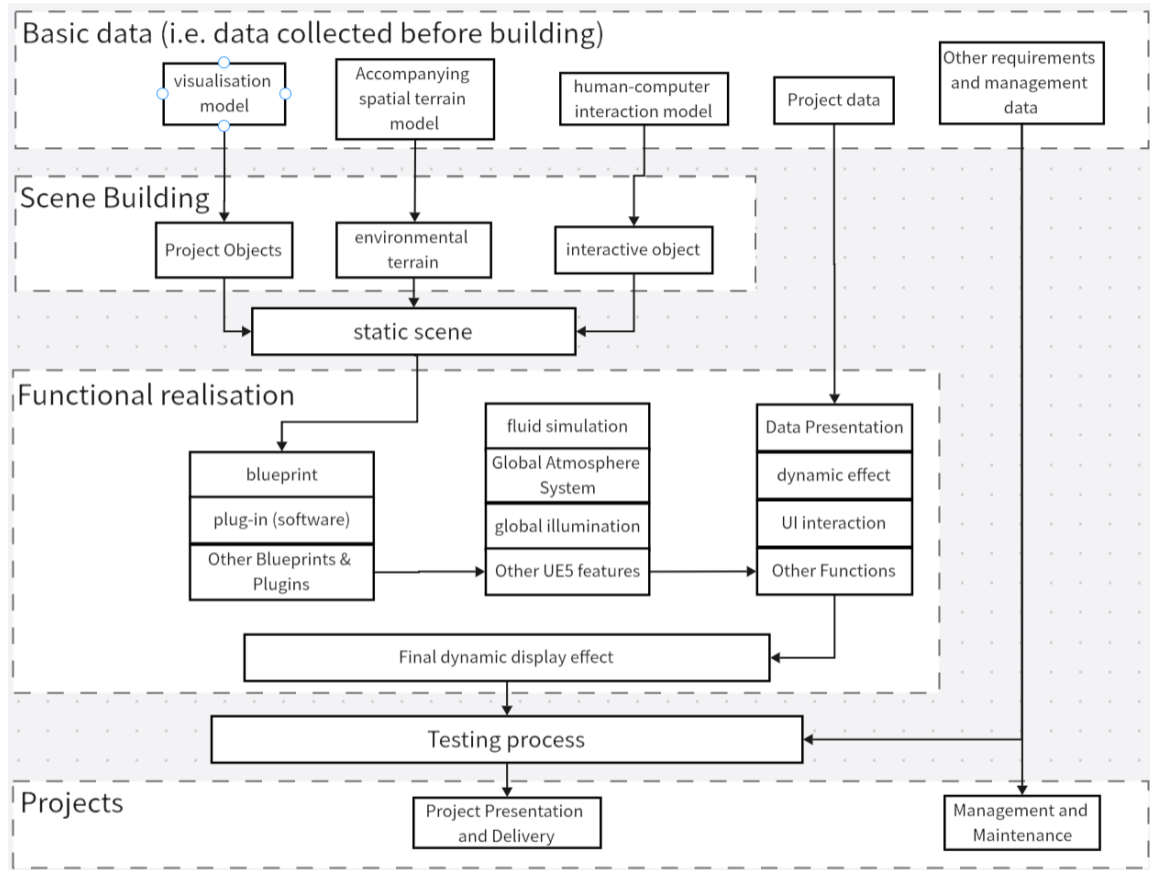 Basic data (i.e. data collected before building)
visualisation
model
Accompanying
spatial terrain
model
human-computer
interaction model
Project data
Other requirements
and management
data
Scene Building
Project Objects
environmental
terrain
interactive object
static scene
Functional realisation
blueprint
plug-in (software)
Other Blueprints &
Plugins
fluid simulation
Global Atmosphere
System
global illumination
Other UE5 features
Data Presentation
dynamic effect
UI interaction
Other Functions
Final dynamic display effect
Testing process
Projects
Project Presentation
and Delivery
Management and
Maintenance